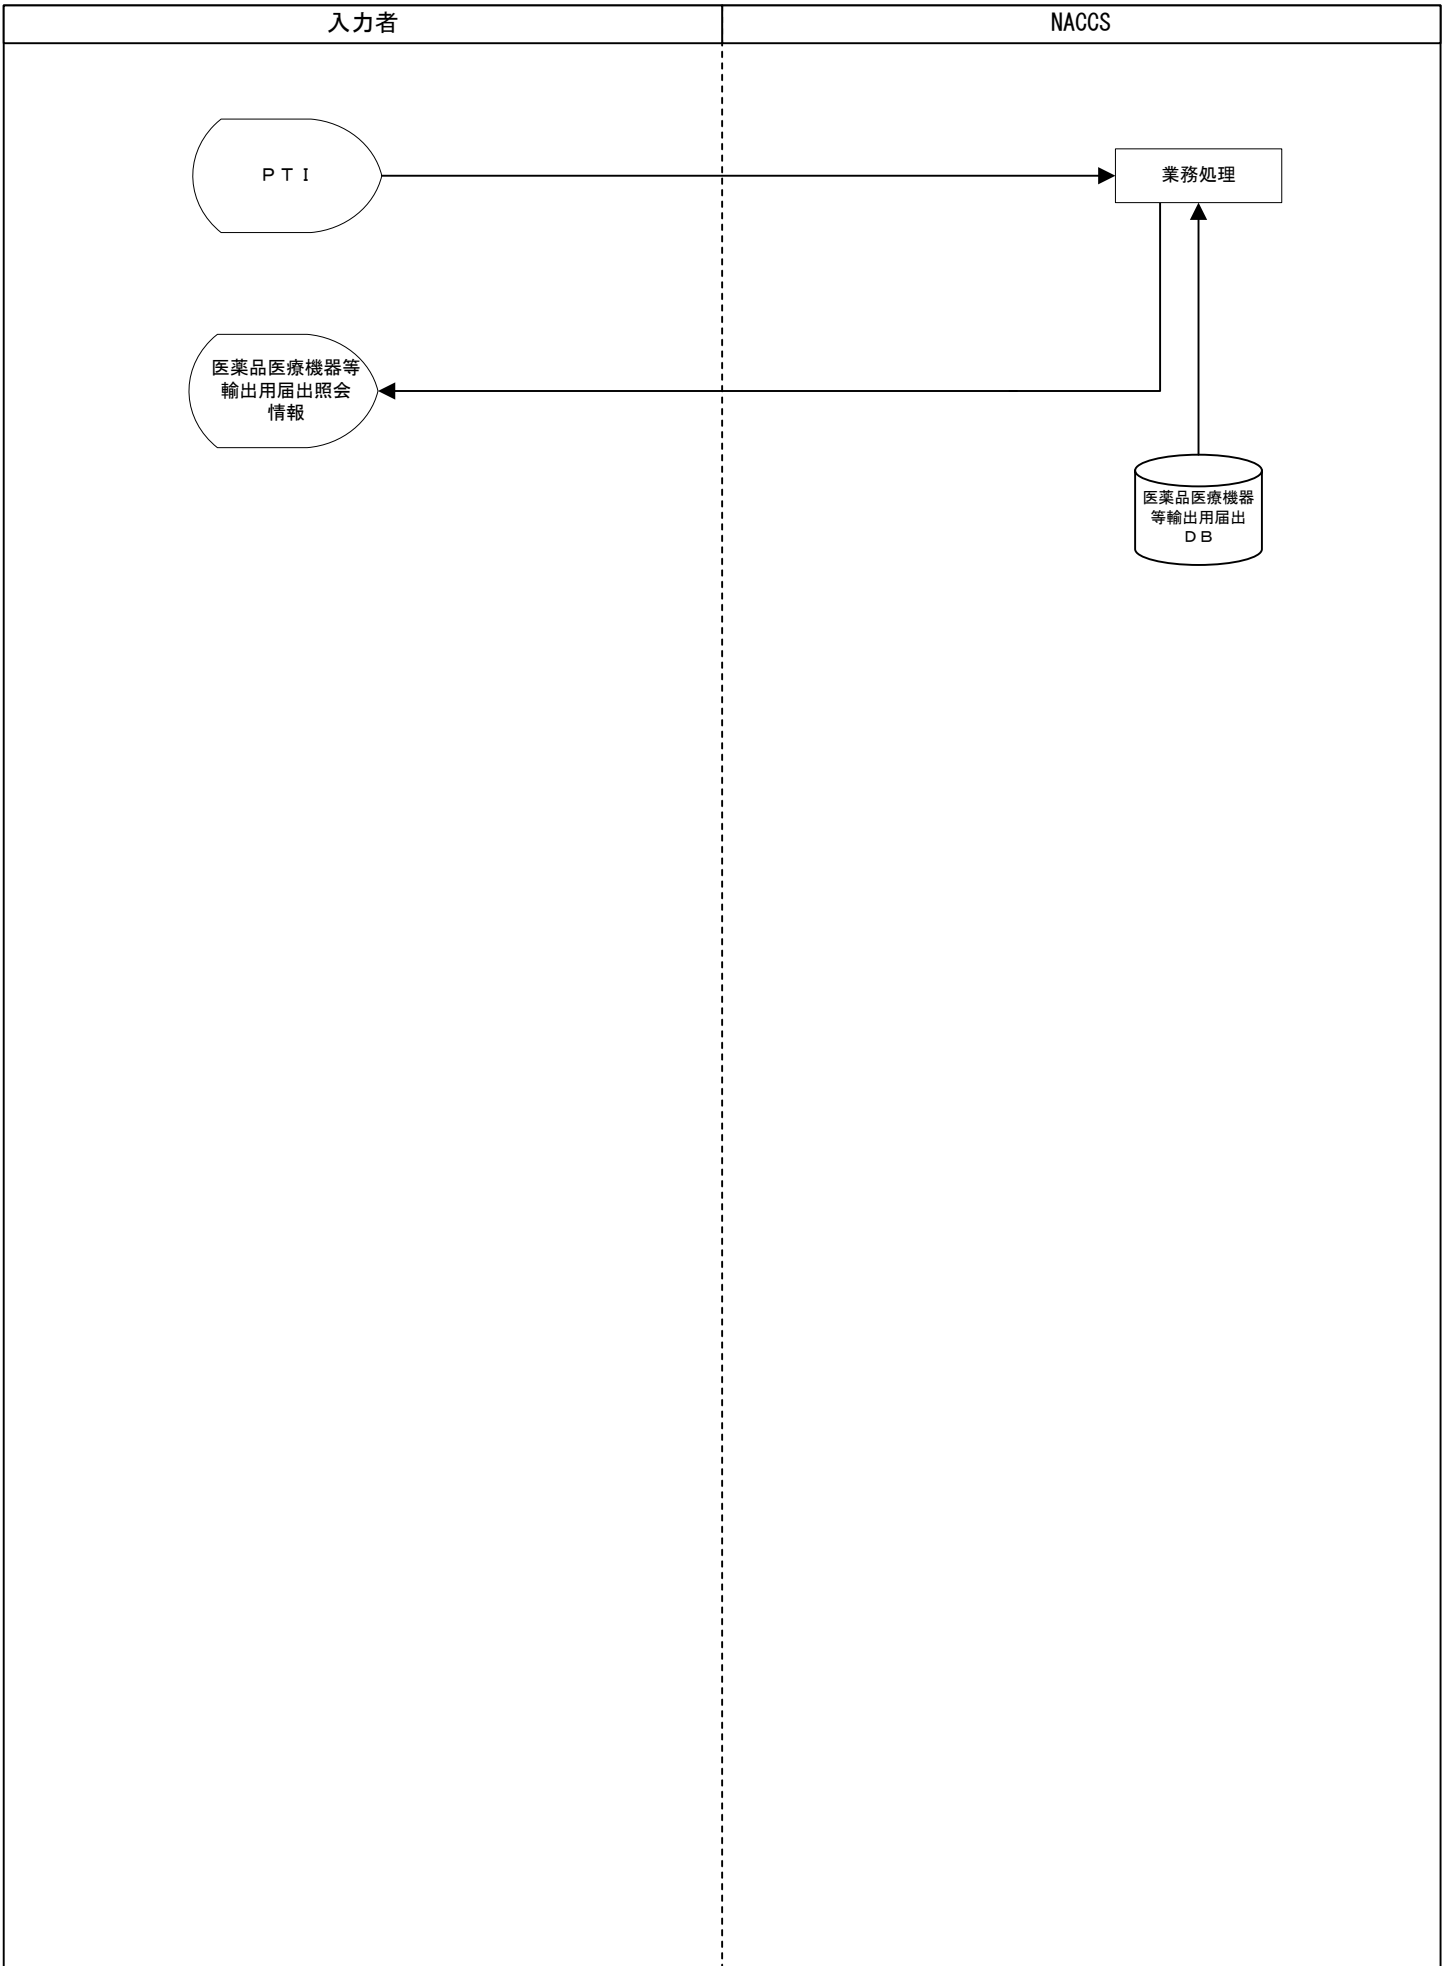 入力者
NACCS
ＰＴＩ
業務処理
医薬品医療機器等
輸出用届出照会
情報
医薬品医療機器
等輸出用届出
ＤＢ